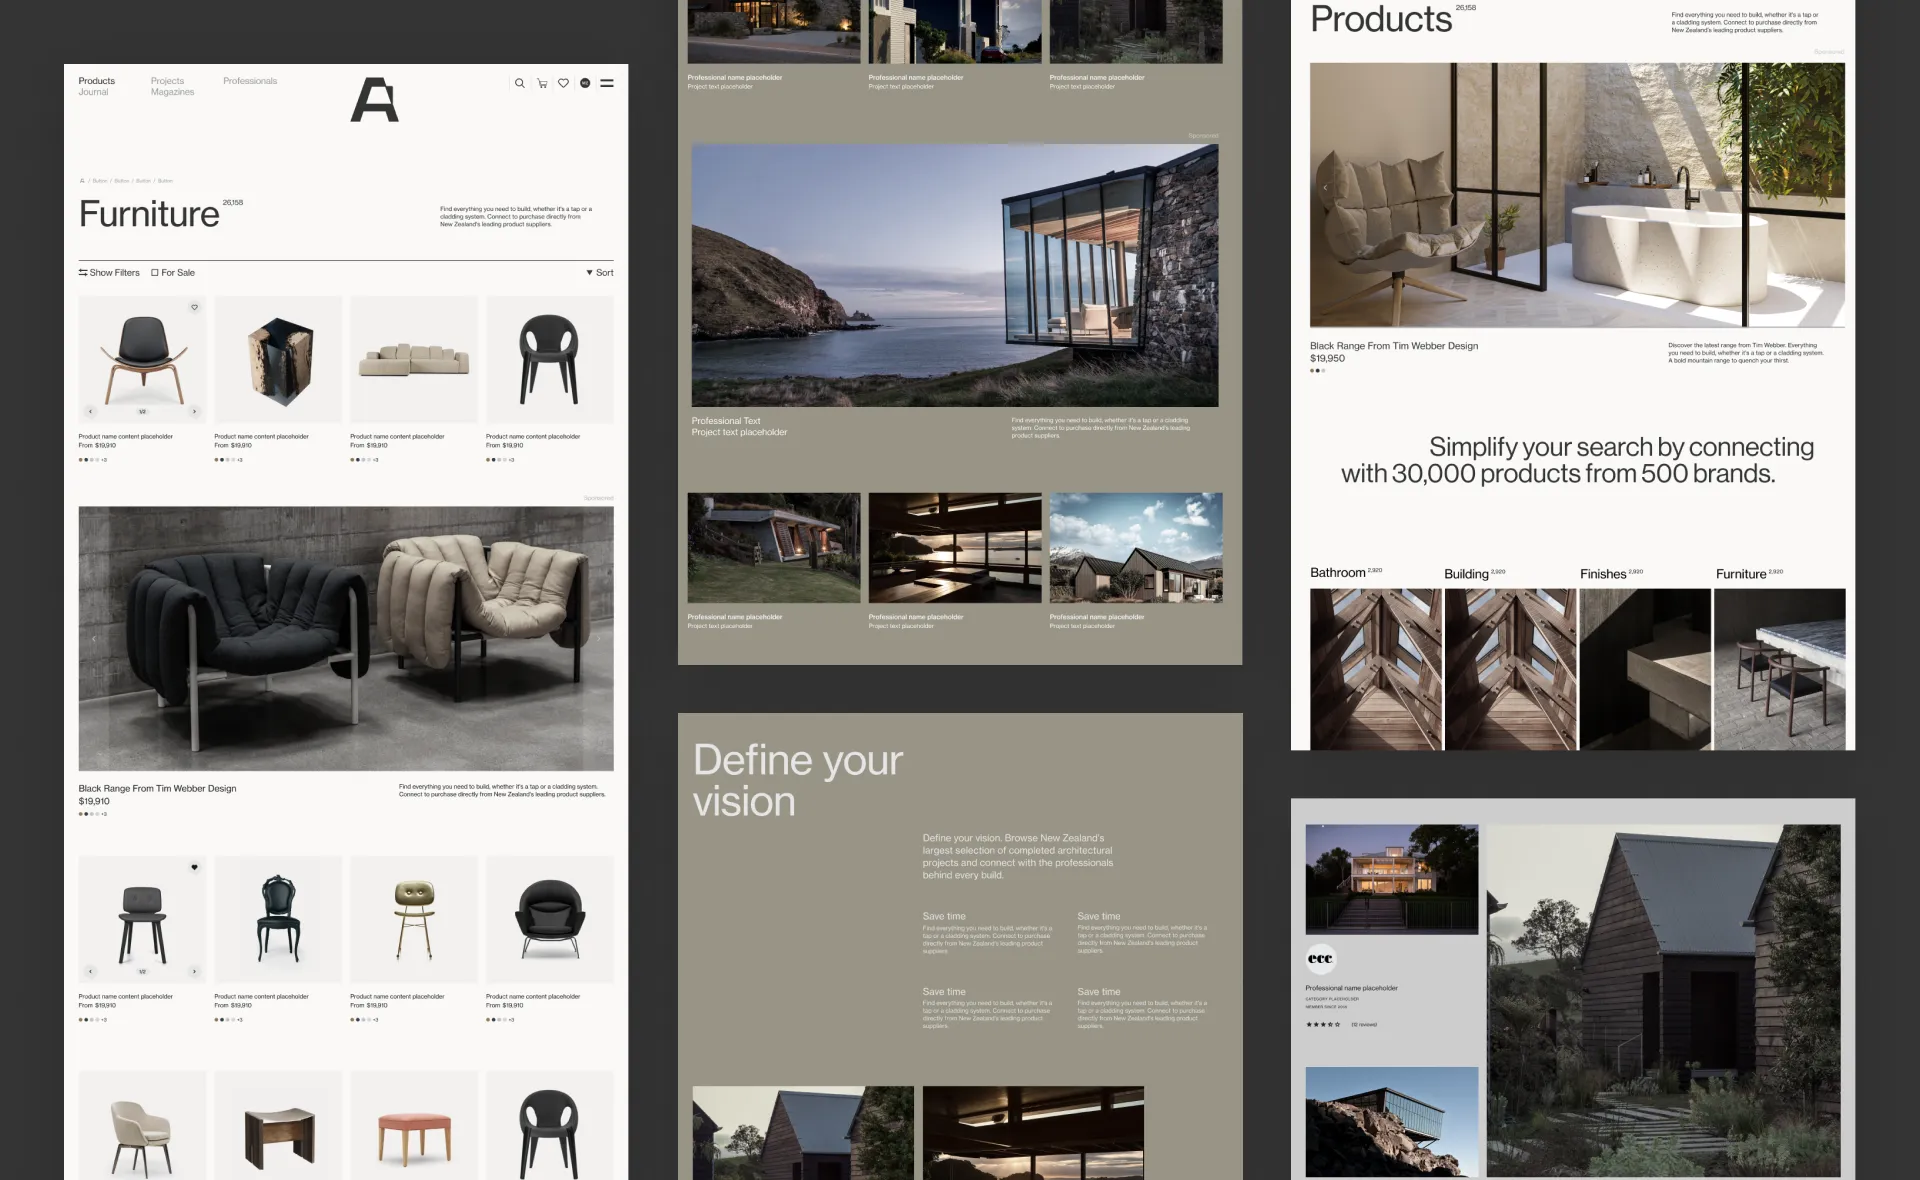 Products
Journal
Projects
Magazines
Professionals
A
/ Button / Button / Button / Button
Furniture 26,158
Find everything you need to build, whether it's a tap or a
cladding system. Connect to purchase directly from
New Zealand's leading product suppliers.
Show Filters
For Sale
Sort
1/2
Product name content placeholder
From $19,910
+3
Product name content placeholder
From $19,910
+3
Product name content placeholder
From $19,910
+3
Product name content placeholder
From $19,910
+3
Sponsored
Black Range From Tim Webber Design
$19,910
+3
Find everything you need to build, whether it's a tap or a cladding system.
Connect to purchase directly from New Zealand's leading product suppliers.
1/2
Product name content placeholder
From $19,910
+3
Product name content placeholder
From $19,910
+3
Product name content placeholder
From $19,910
+3
Product name content placeholder
From $19,910
+3
Professional name placeholder
Project text placeholder
Professional name placeholder
Project text placeholder
Professional name placeholder
Project text placeholder
Sponsored
Professional Text
Project text placeholder
Find everything you need to build, whether it's a tap or a cladding
system. Connect to purchase directly from New Zealand's leading
product suppliers.
Professional name placeholder
Project text placeholder
Professional name placeholder
Project text placeholder
Professional name placeholder
Project text placeholder
Define your
vision
Define your vision. Browse New Zealand's
largest selection of completed architectural
projects and connect with the professionals
behind every build.
Save time
Find everything you need to build, whether it's a
tap or a cladding system. Connect to purchase
directly from New Zealand's leading product
suppliers.
Save time
Find everything you need to build, whether it's a
tap or a cladding system. Connect to purchase
directly from New Zealand's leading product
suppliers.
Save time
Find everything you need to build, whether it's a
tap or a cladding system. Connect to purchase
directly from New Zealand's leading product
suppliers.
Save time
Find everything you need to build, whether it's a
tap or a cladding system. Connect to purchase
directly from New Zealand's leading product
suppliers.
Products 26,158
Find everything you need to build, whether it's a tap or
a cladding system. Connect to purchase directly from
New Zealand's leading product suppliers.
Sponsored
Black Range From Tim Webber Design
$19,950
Discover the latest range from Tim Webber. Everything
you need to build, whether it's a tap or a cladding system.
A bold mountain range to quench your thirst.
Simplify your search by connecting
with 30,000 products from 500 brands.
Bathroom 2,920
Building 2,920
Finishes 2,920
Furniture 2,920
ecc
Professional name placeholder
CATEGORY PLACEHOLDER
(12 reviews)